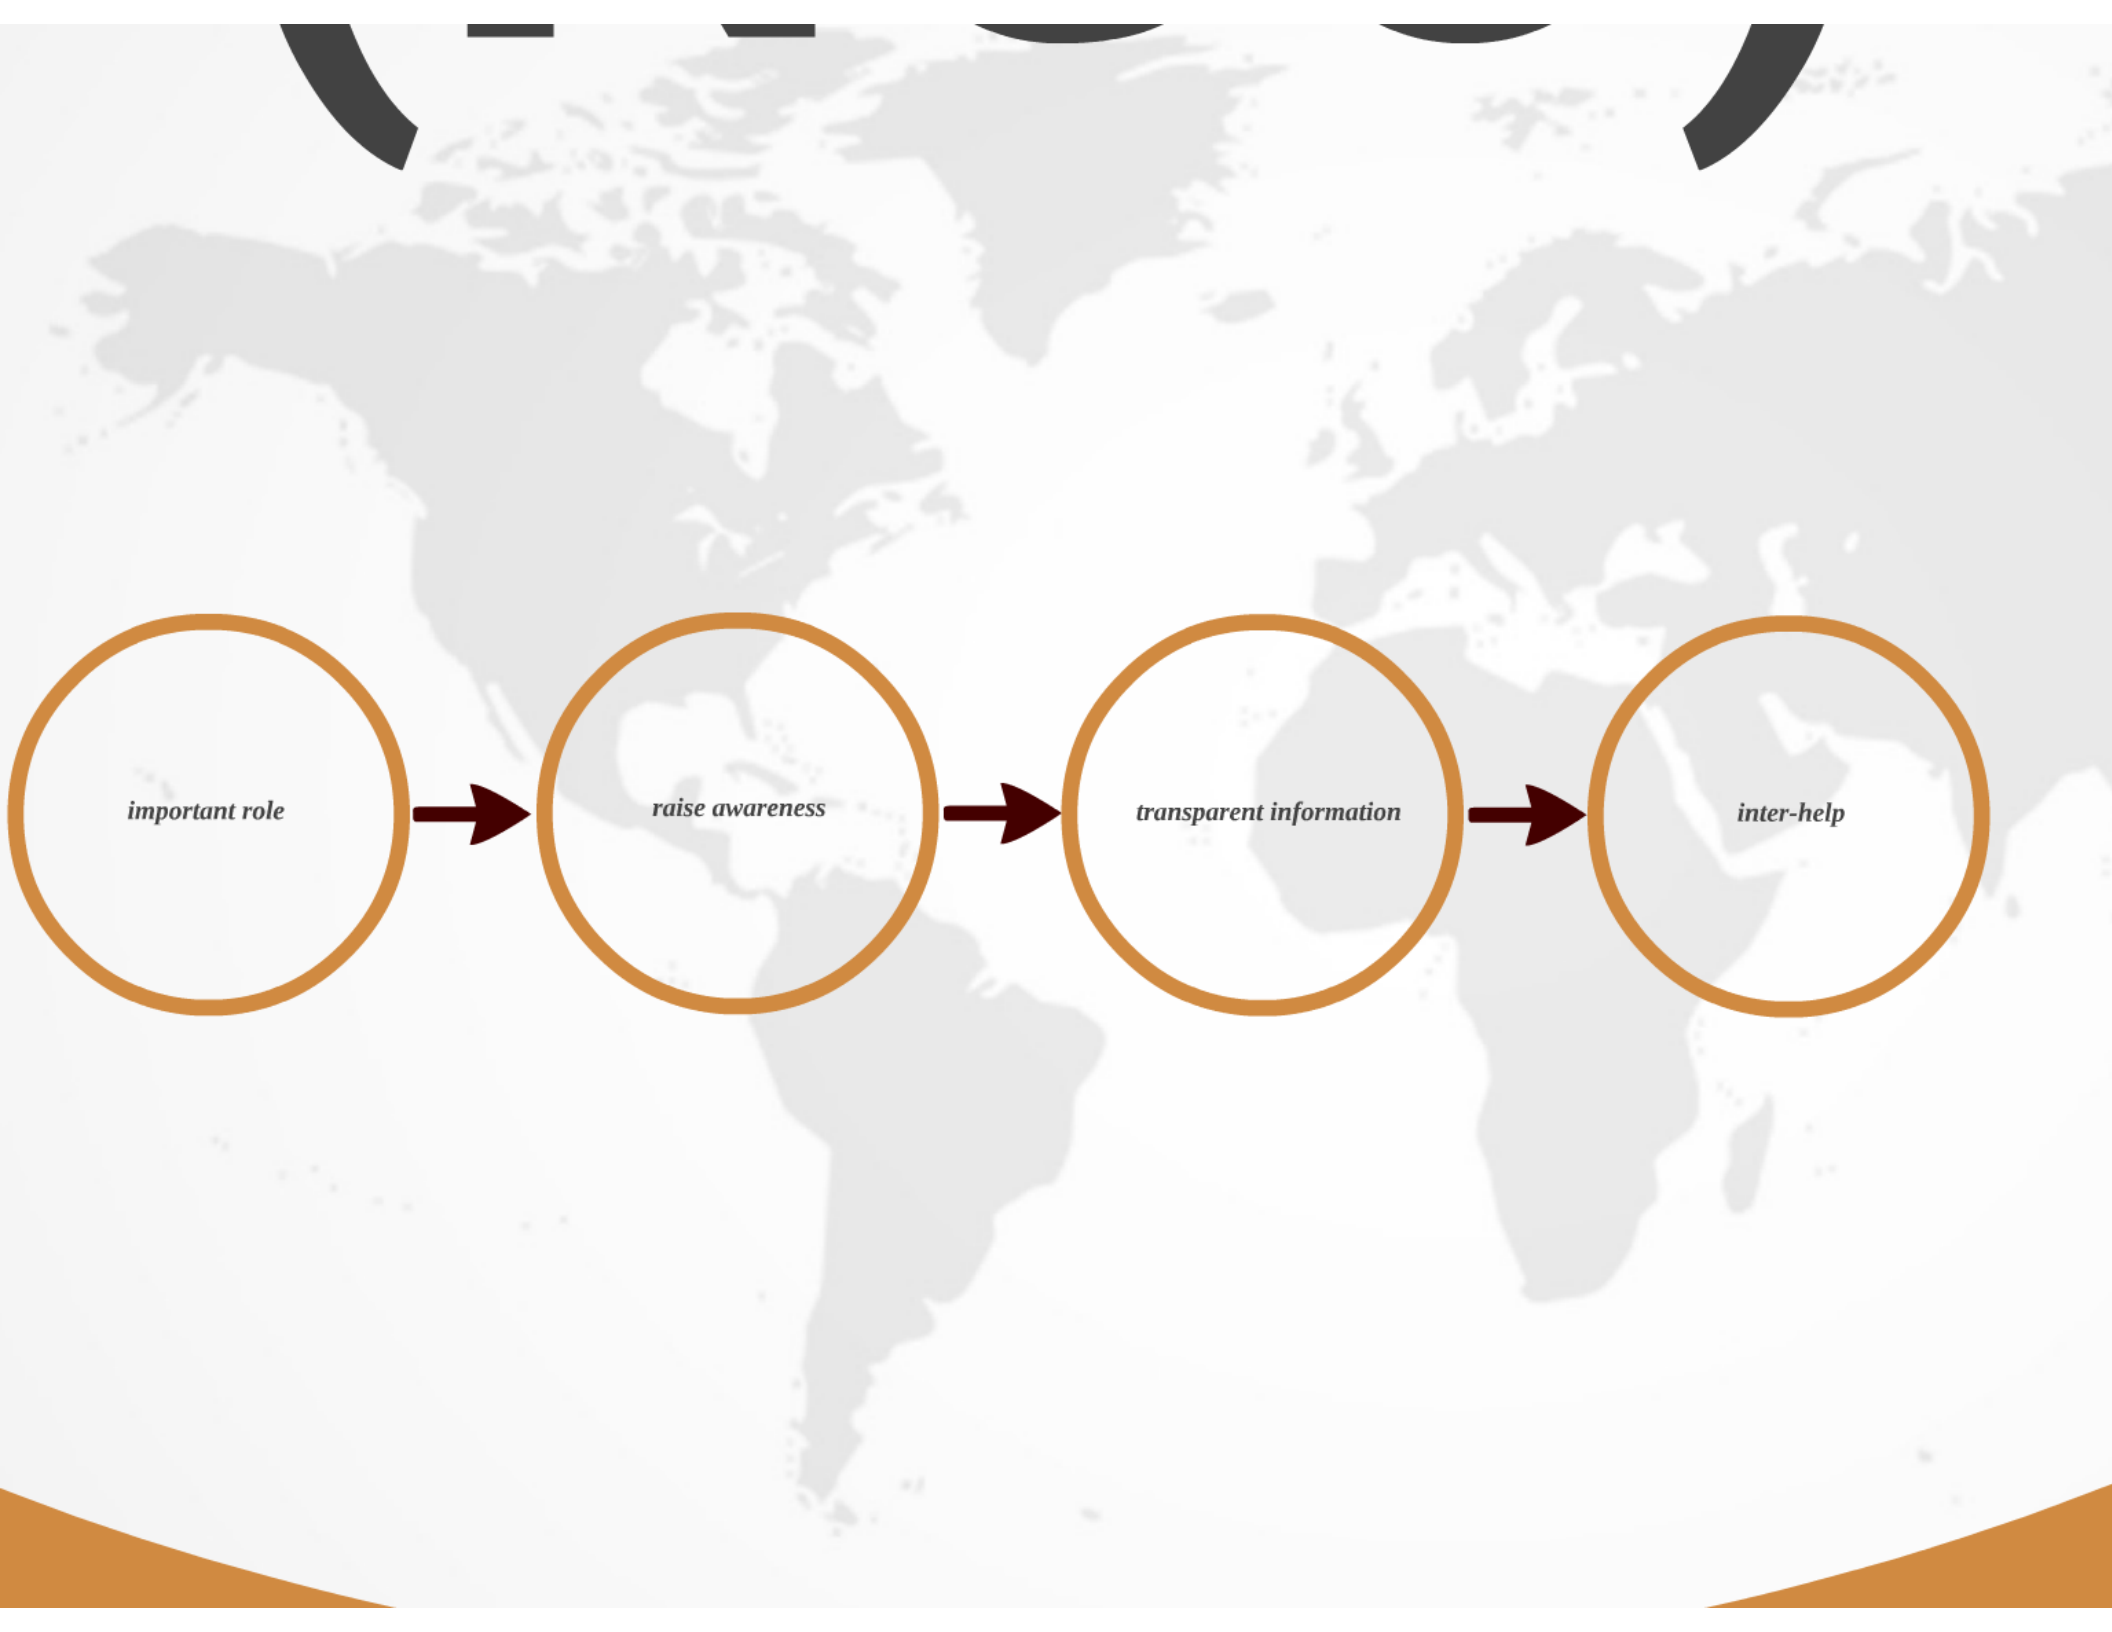 important role
raise awareness
transparent information
inter-help